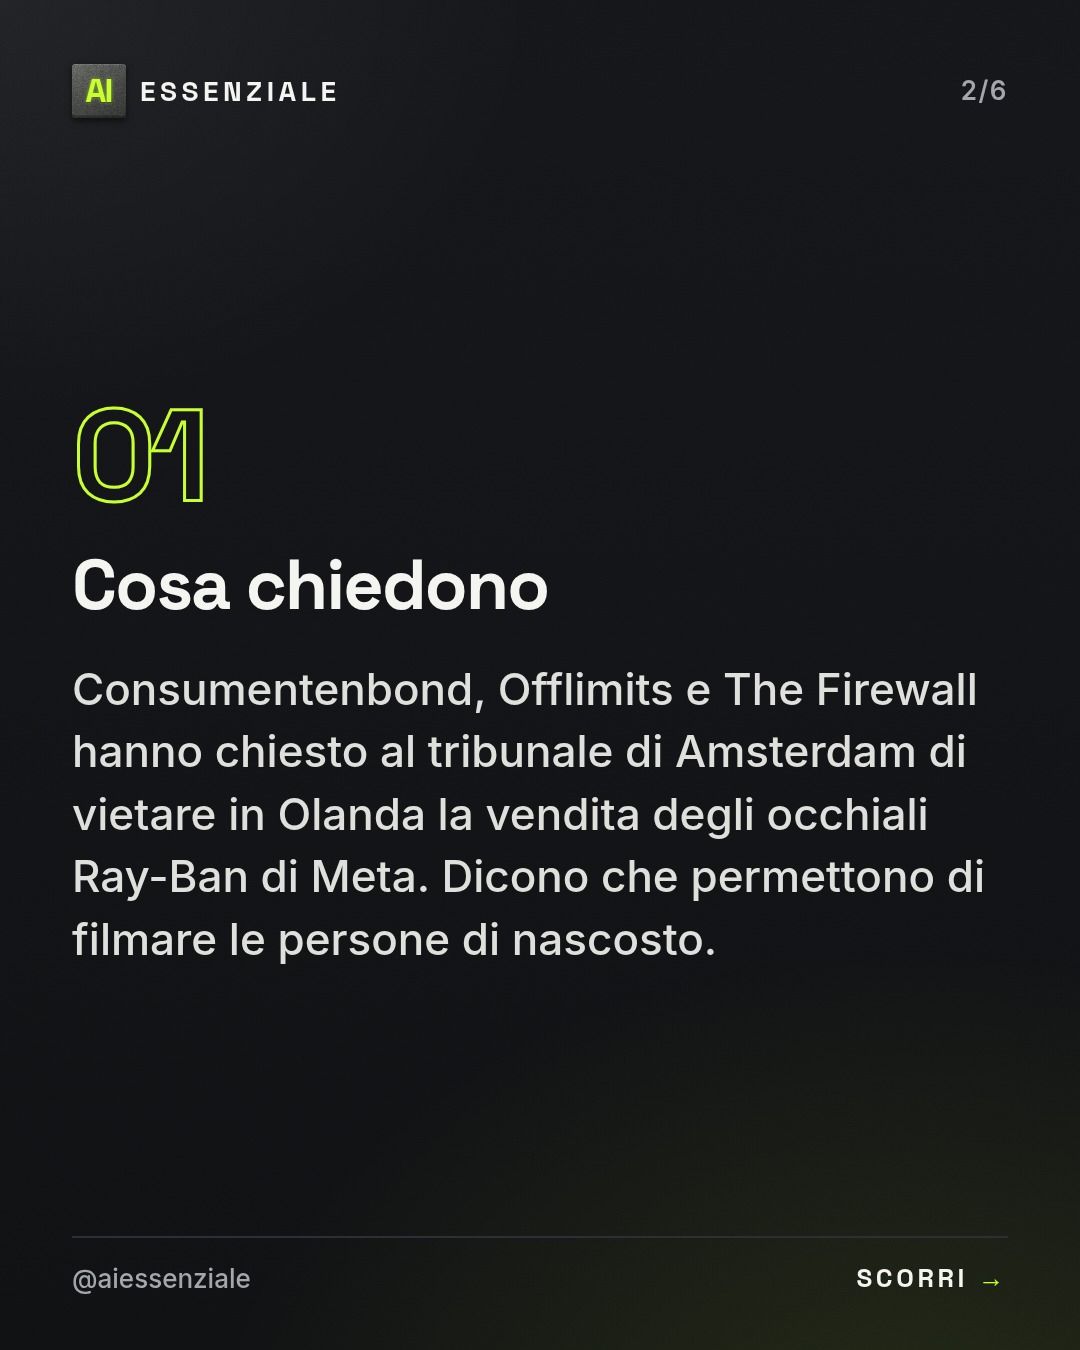 AI ESSENZIALE
2/6
01
Cosa chiedono
Consumentenbond, Offlimits e The Firewall
hanno chiesto al tribunale di Amsterdam di
vietare in Olanda la vendita degli occhiali
Ray-Ban di Meta. Dicono che permettono di
filmare le persone di nascosto.
@aiessenziale
SCORRI →